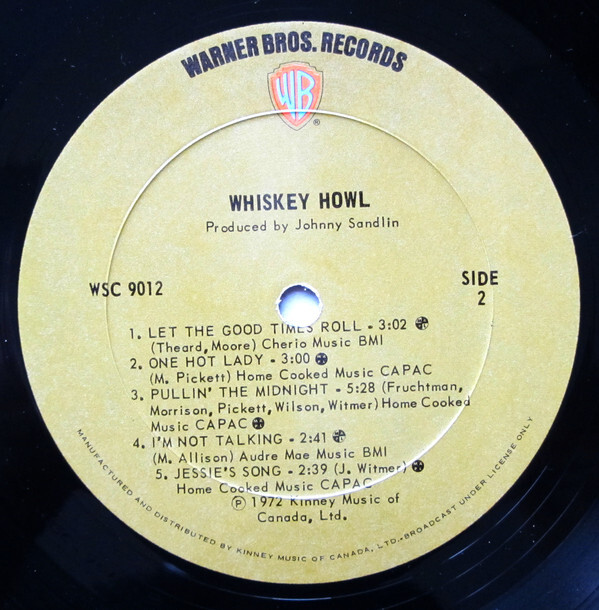 WARNER BROS. RECORDS
WB
®
WHISKEY HOWL
Produced by Johnny Sandlin
WSC 9012
SIDE
2
1. LET THE GOOD TIMES ROLL - 3:02
(Theard, Moore) Cherio Music BMI
2. ONE HOT LADY - 3:00
(M. Pickett) Home Cooked Music CAPAC
3. PULLIN' THE MIDNIGHT - 5:28 (Fruchtman,
Morrison, Pickett, Wilson, Witmer) Home Cooked
Music CAPAC
4. I'M NOT TALKING - 2:41
(M. Allison) Audre Mae Music BMI
5. JESSIE'S SONG - 2:39 (J. Witmer)
Home Cooked Music CAPAC
Ⓟ 1972 Kinney Music of
Canada, Ltd.
MANUFACTURED AND DISTRIBUTED BY KINNEY MUSIC OF CANADA, LTD.-BROADCAST UNDER LICENSE ONLY